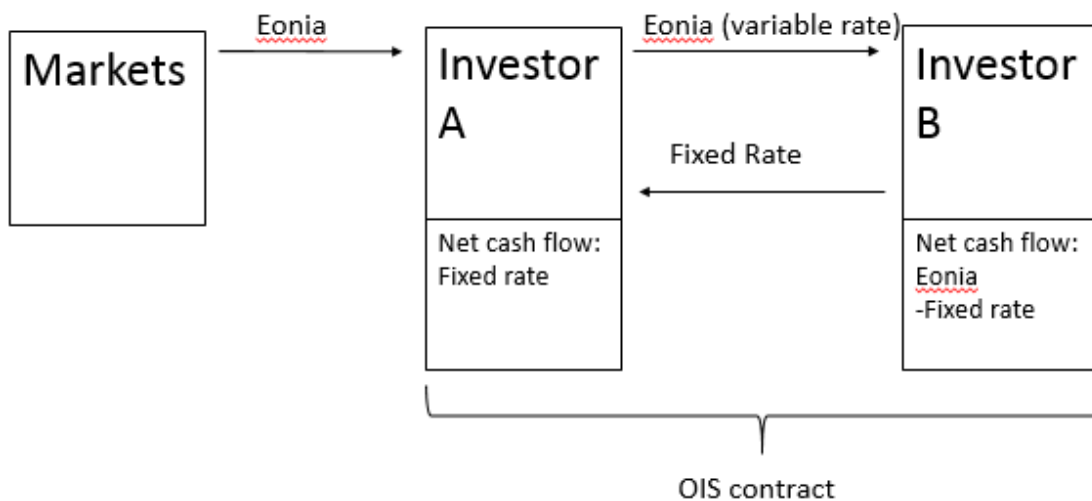 Eonia
Eonia (variable rate)
Markets
Investor
A
Investor
B
Fixed Rate
Net cash flow:
Fixed rate
Net cash flow:
Eonia
-Fixed rate
OIS contract